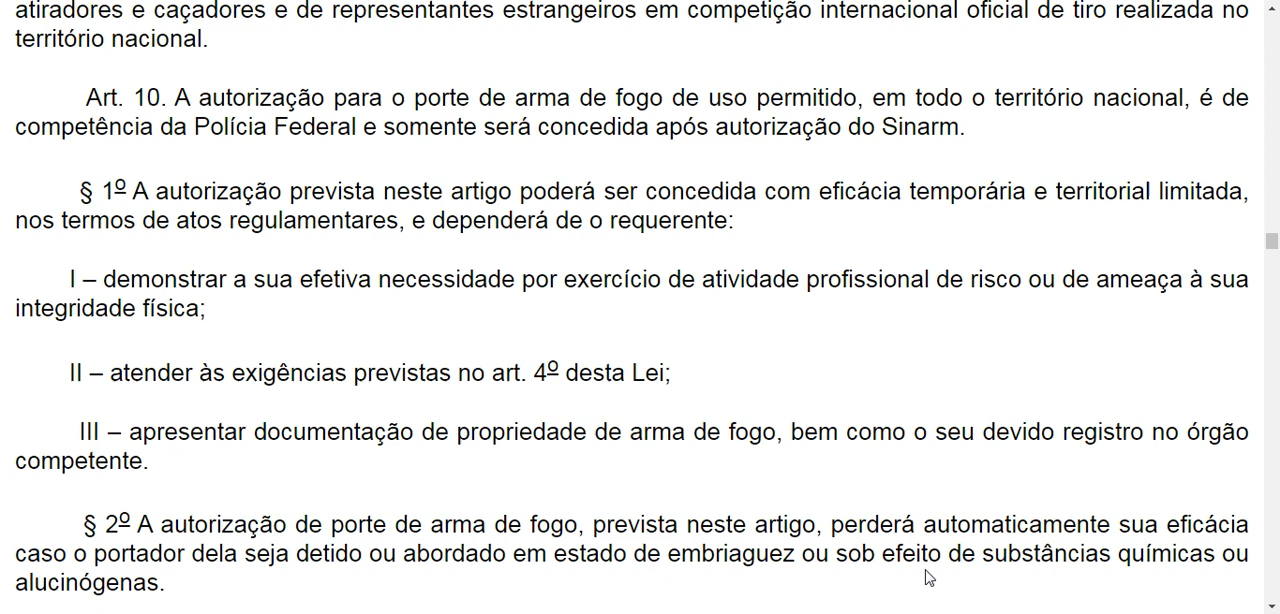 atiradores e caçadores e de representantes estrangeiros em competição internacional oficial de tiro realizada no
território nacional.
Art. 10. A autorização para o porte de arma de fogo de uso permitido, em todo o território nacional, é de
competência da Polícia Federal e somente será concedida após autorização do Sinarm.
§ 1º A autorização prevista neste artigo poderá ser concedida com eficácia temporária e territorial limitada,
nos termos de atos regulamentares, e dependerá de o requerente:
I – demonstrar a sua efetiva necessidade por exercício de atividade profissional de risco ou de ameaça à sua
integridade física;
II – atender às exigências previstas no art. 4º desta Lei;
III – apresentar documentação de propriedade de arma de fogo, bem como o seu devido registro no órgão
competente.
§ 2º A autorização de porte de arma de fogo, prevista neste artigo, perderá automaticamente sua eficácia
caso o portador dela seja detido ou abordado em estado de embriaguez ou sob efeito de substâncias químicas ou
alucinógenas.